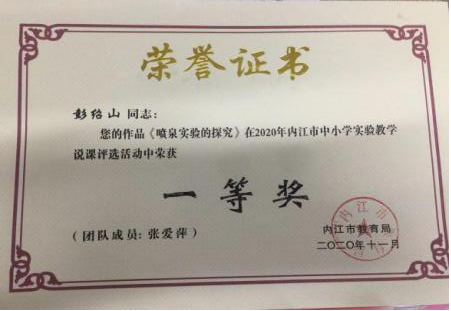 荣誉证书
彭绍山 同志：
您的作品《喷泉实验的探究》在2020年内江市中小学实验教学
说课评选活动中荣获
一等奖
（团队成员：张爱萍）
内江市教育局
二〇二〇年十一月